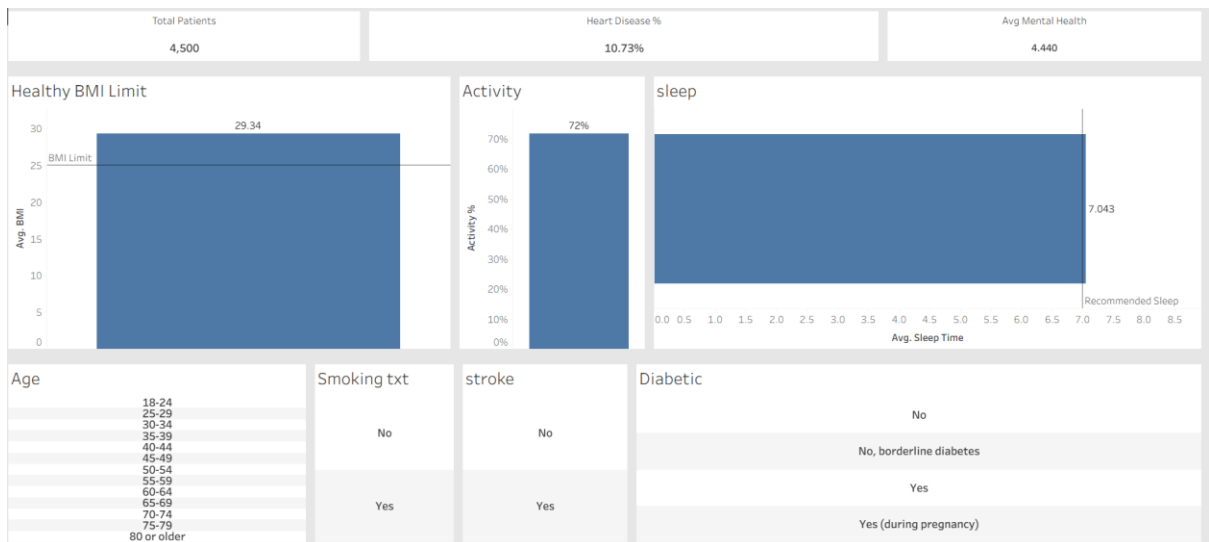 Total Patients
4,500
Heart Disease %
10.73%
Avg Mental Health
4.440
Healthy BMI Limit
29.34
30
BMI Limit
25
20
15
10
5
0
Avg. BMI
Activity
72%
70%
60%
50%
40%
30%
20%
10%
0%
Activity %
sleep
7.043
Recommended Sleep
0.0 0.5 1.0 1.5 2.0 2.5 3.0 3.5 4.0 4.5 5.0 5.5 6.0 6.5 7.0 7.5 8.0 8.5
Avg. Sleep Time
Age
18-24
25-29
30-34
35-39
40-44
45-49
50-54
55-59
60-64
65-69
70-74
75-79
80 or older
Smoking txt
No
Yes
stroke
No
Yes
Diabetic
No
No, borderline diabetes
Yes
Yes (during pregnancy)